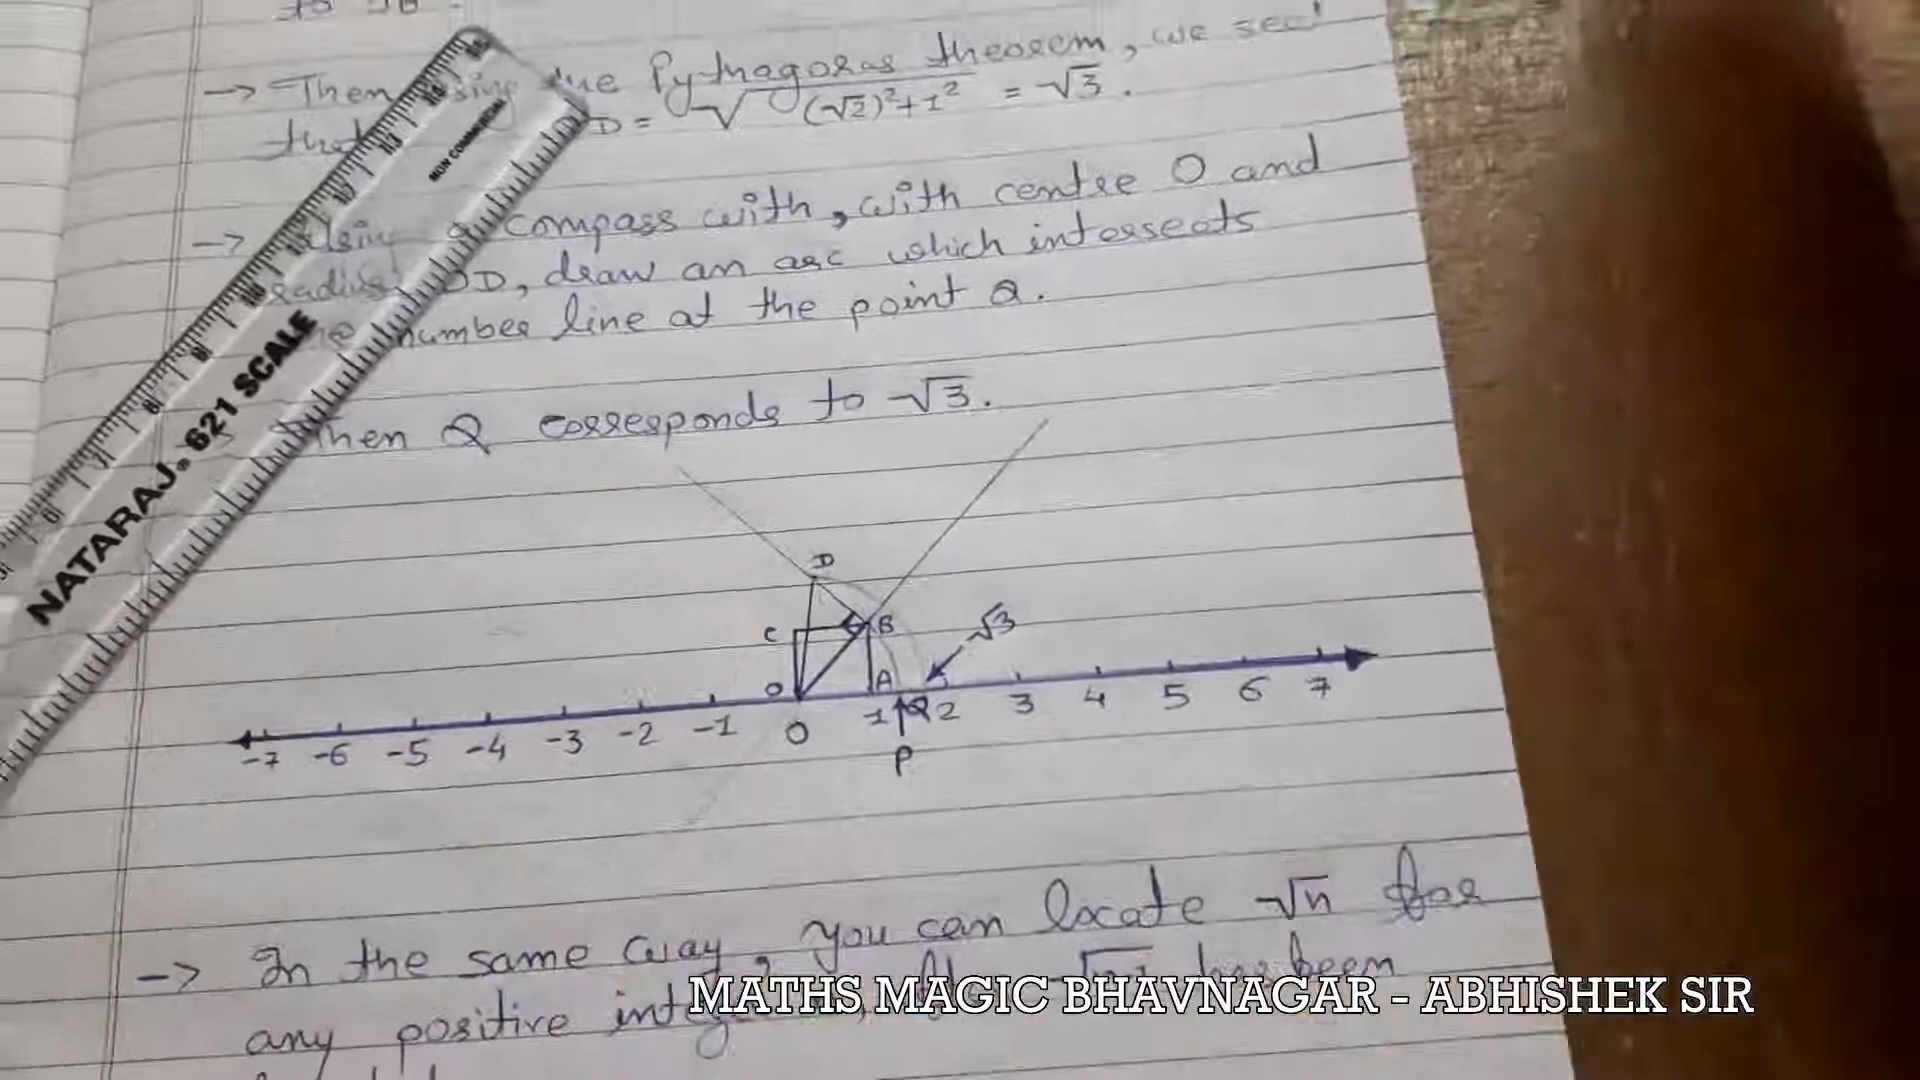 → Then using the Pythagoras theorem, we see
that OD = √(√2)²+1² = √3.
→ Using a compass with, with centre O and
radius OD, draw an arc which interseats
the number line at the point Q.
Then Q corresponds to √3.
D
C B √3
O A
-7 -6 -5 -4 -3 -2 -1 0 1 Q 2 3 4 5 6 7
P
→ In the same way, you can locate √n for
any positive has been
NATARAJ 621 SCALE
MATHS MAGIC BHAVNAGAR - ABHISHEK SIR